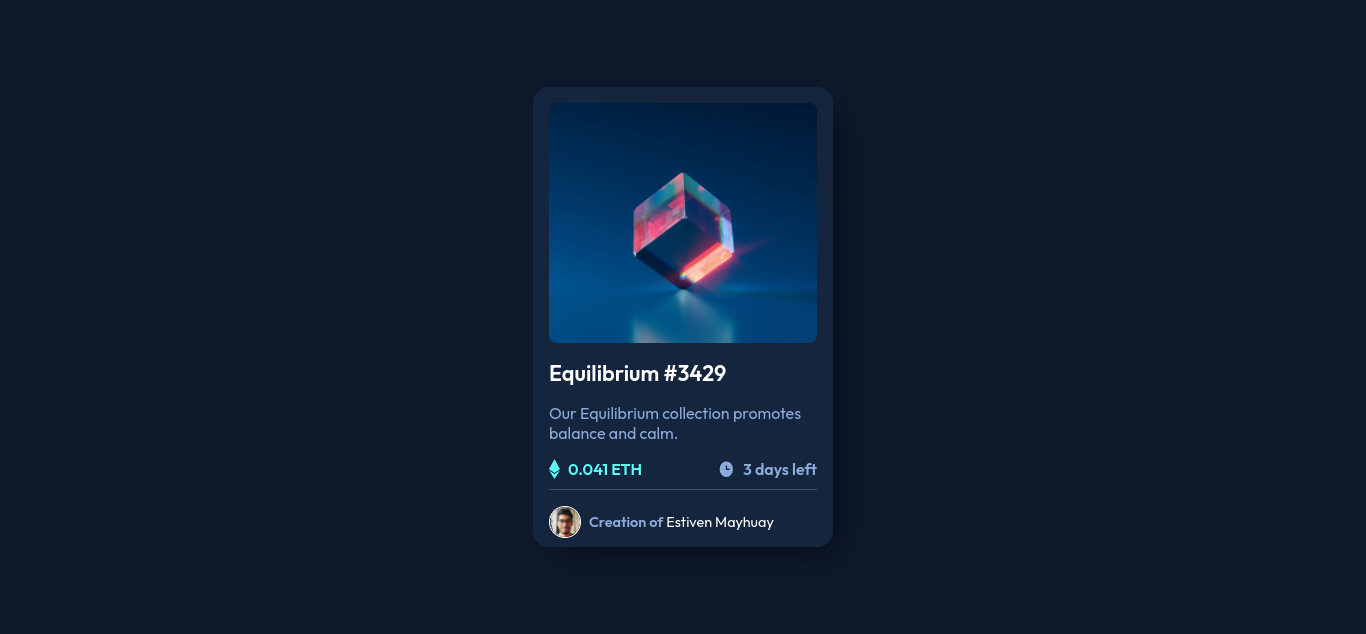 Equilibrium #3429
Our Equilibrium collection promotes
balance and calm.
0.041 ETH
3 days left
Creation of Estiven Mayhuay